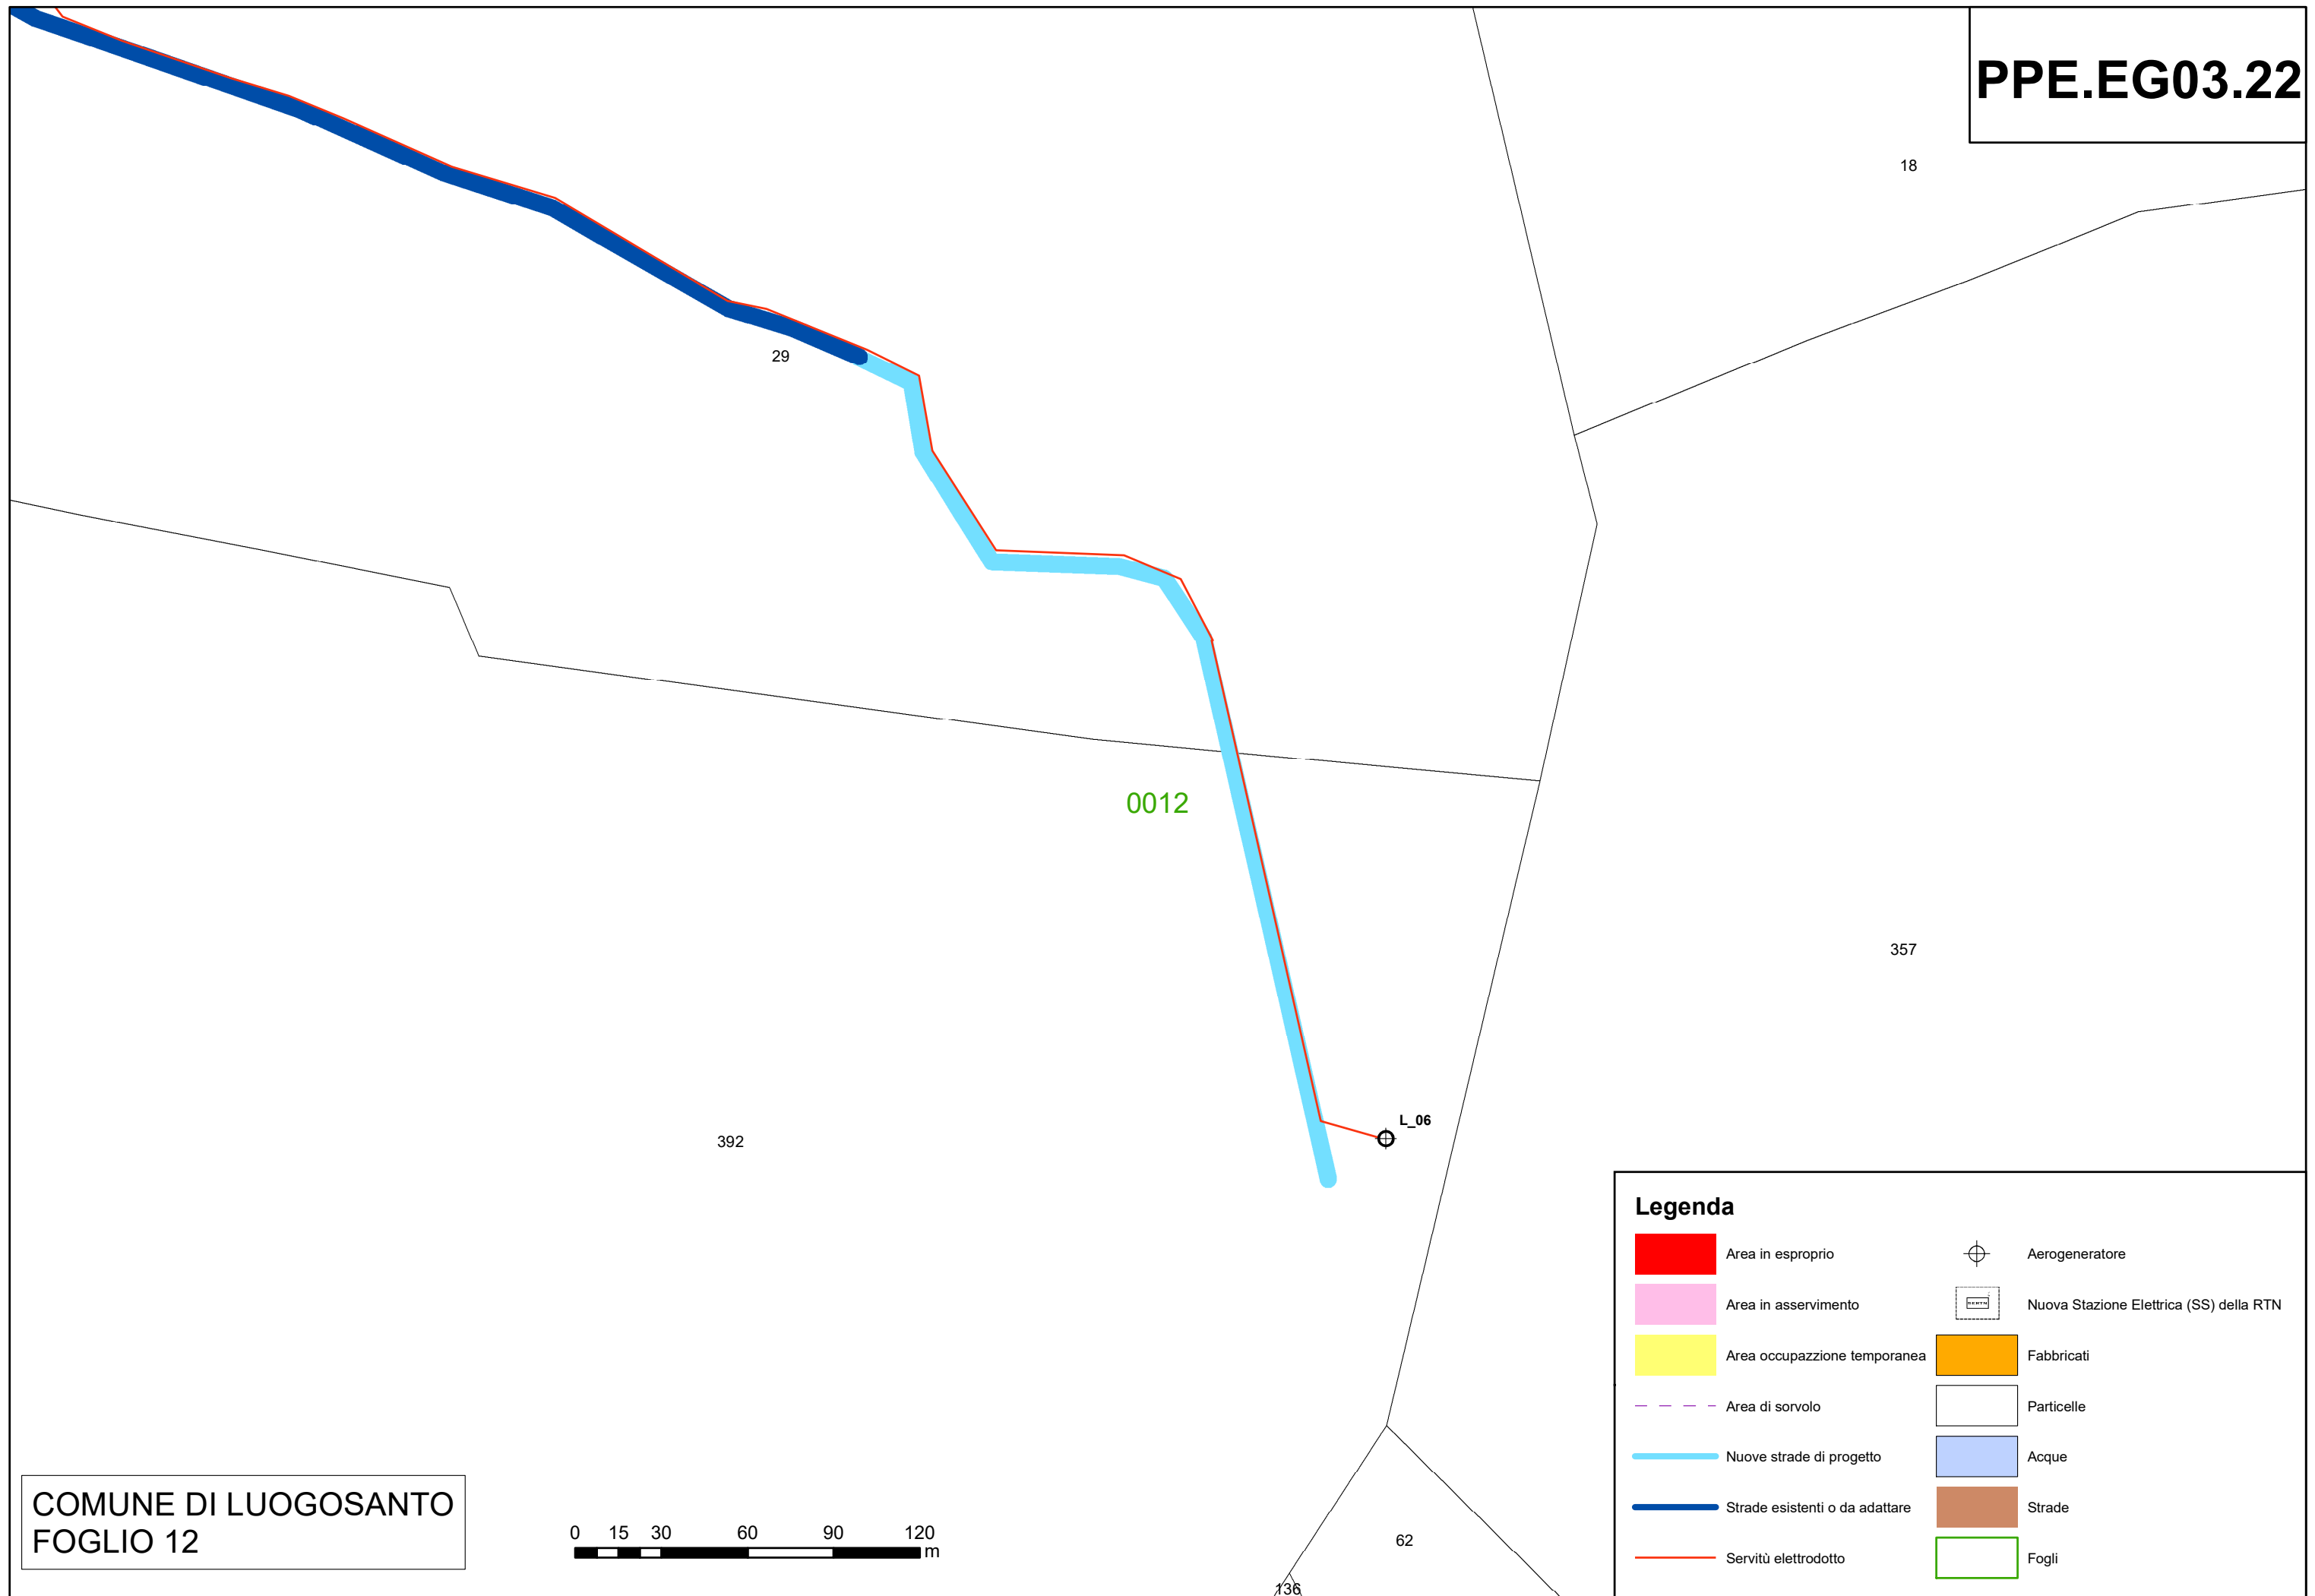 PPE.EG03.22
18
29
0012
357
L_06
392
Legenda
Area in esproprio
Aerogeneratore
Area in asservimento
Nuova Stazione Elettrica (SS) della RTN
Area occupazzione temporanea
Fabbricati
Area di sorvolo
Particelle
Nuove strade di progetto
Acque
Strade esistenti o da adattare
Strade
Servitù elettrodotto
Fogli
COMUNE DI LUOGOSANTO
FOGLIO 12
0 15 30 60 90 120
m
62
136